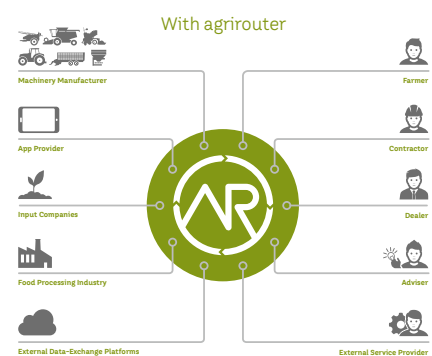 With agrirouter
Machinery Manufacturer
Farmer
App Provider
Contractor
AR
Input Companies
Dealer
Food Processing Industry
Adviser
External Data-Exchange Platforms
External Service Provider